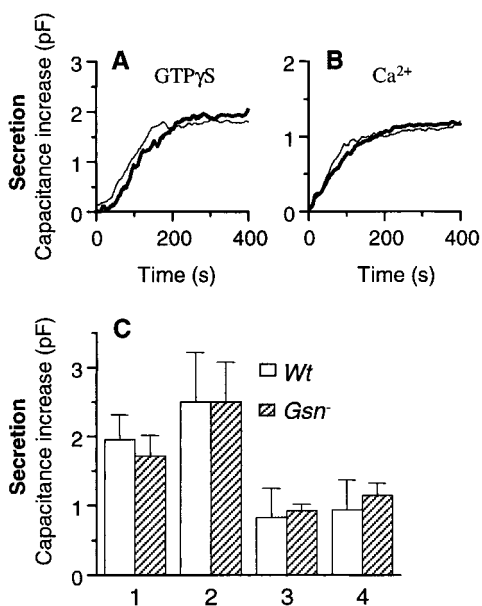 A
GTPγS
B
Ca²⁺
Secretion
Capacitance increase (pF)
3
2
1
0
2
1
0
0 200 400
0 200 400
Time (s)
Time (s)
C
Secretion
Capacitance increase (pF)
3
2
1
0
Wt
Gsn⁻
1 2 3 4